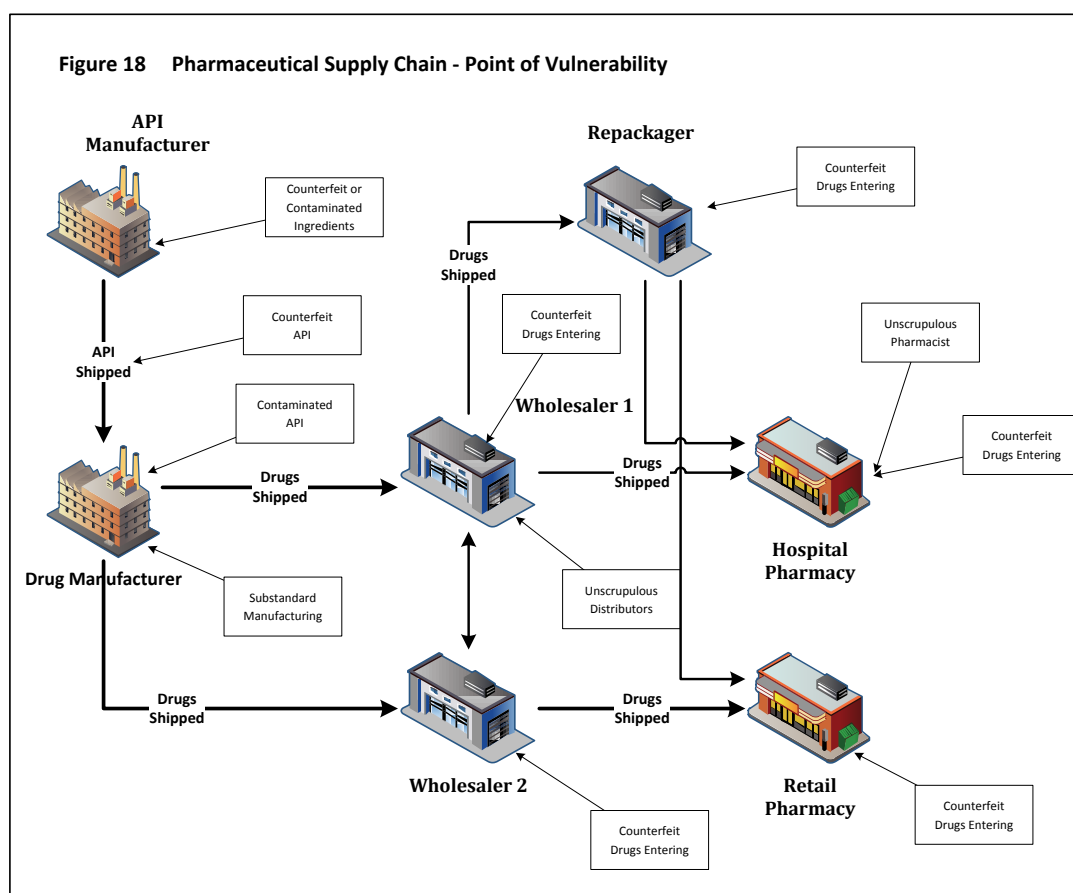 Figure 18 Pharmaceutical Supply Chain - Point of Vulnerability
API
Manufacturer
Repackager
Counterfeit or
Contaminated
Ingredients
Counterfeit
Drugs Entering
Drugs
Shipped
Counterfeit
API
Counterfeit
Drugs Entering
Unscrupulous
Pharmacist
API
Shipped
Contaminated
API
Wholesaler 1
Counterfeit
Drugs Entering
Drugs
Shipped
Drugs
Shipped
Hospital
Pharmacy
Drug Manufacturer
Substandard
Manufacturing
Unscrupulous
Distributors
Drugs
Shipped
Drugs
Shipped
Wholesaler 2
Retail
Pharmacy
Counterfeit
Drugs Entering
Counterfeit
Drugs Entering